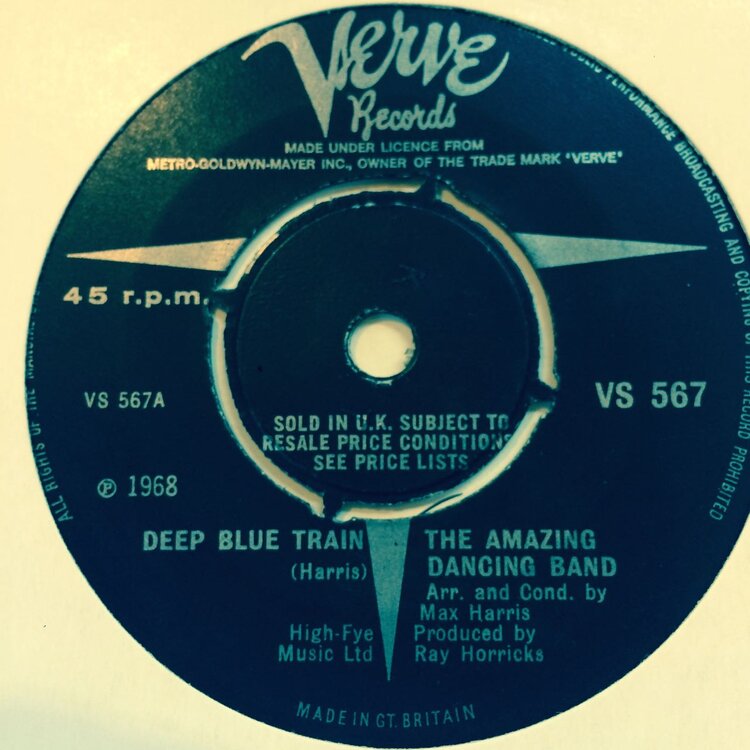 Verve
Records
MADE UNDER LICENCE FROM
METRO-GOLDWYN-MAYER INC., OWNER OF THE TRADE MARK "VERVE"
45 r.p.m.
VS 567A
VS 567
SOLD IN U.K. SUBJECT TO
RESALE PRICE CONDITIONS
SEE PRICE LISTS
℗ 1968
DEEP BLUE TRAIN
(Harris)
High-Fye
Music Ltd
THE AMAZING
DANCING BAND
Arr. and Cond. by
Max Harris
Produced by
Ray Horricks
MADE IN GT. BRITAIN
ALL RIGHTS OF THE
PUBLIC PERFORMANCE BROADCASTING AND COPYING OF THIS RECORD PROHIBITED